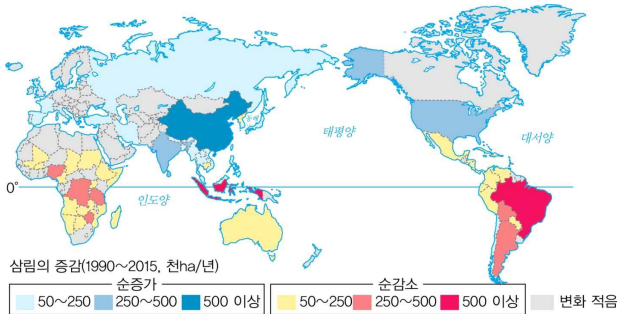 태평양
대서양
0°
인도양
삼림의 증감(1990~2015, 천ha/년)
순증가
순감소
50~250
250~500
500 이상
50~250
250~500
500 이상
변화 적음